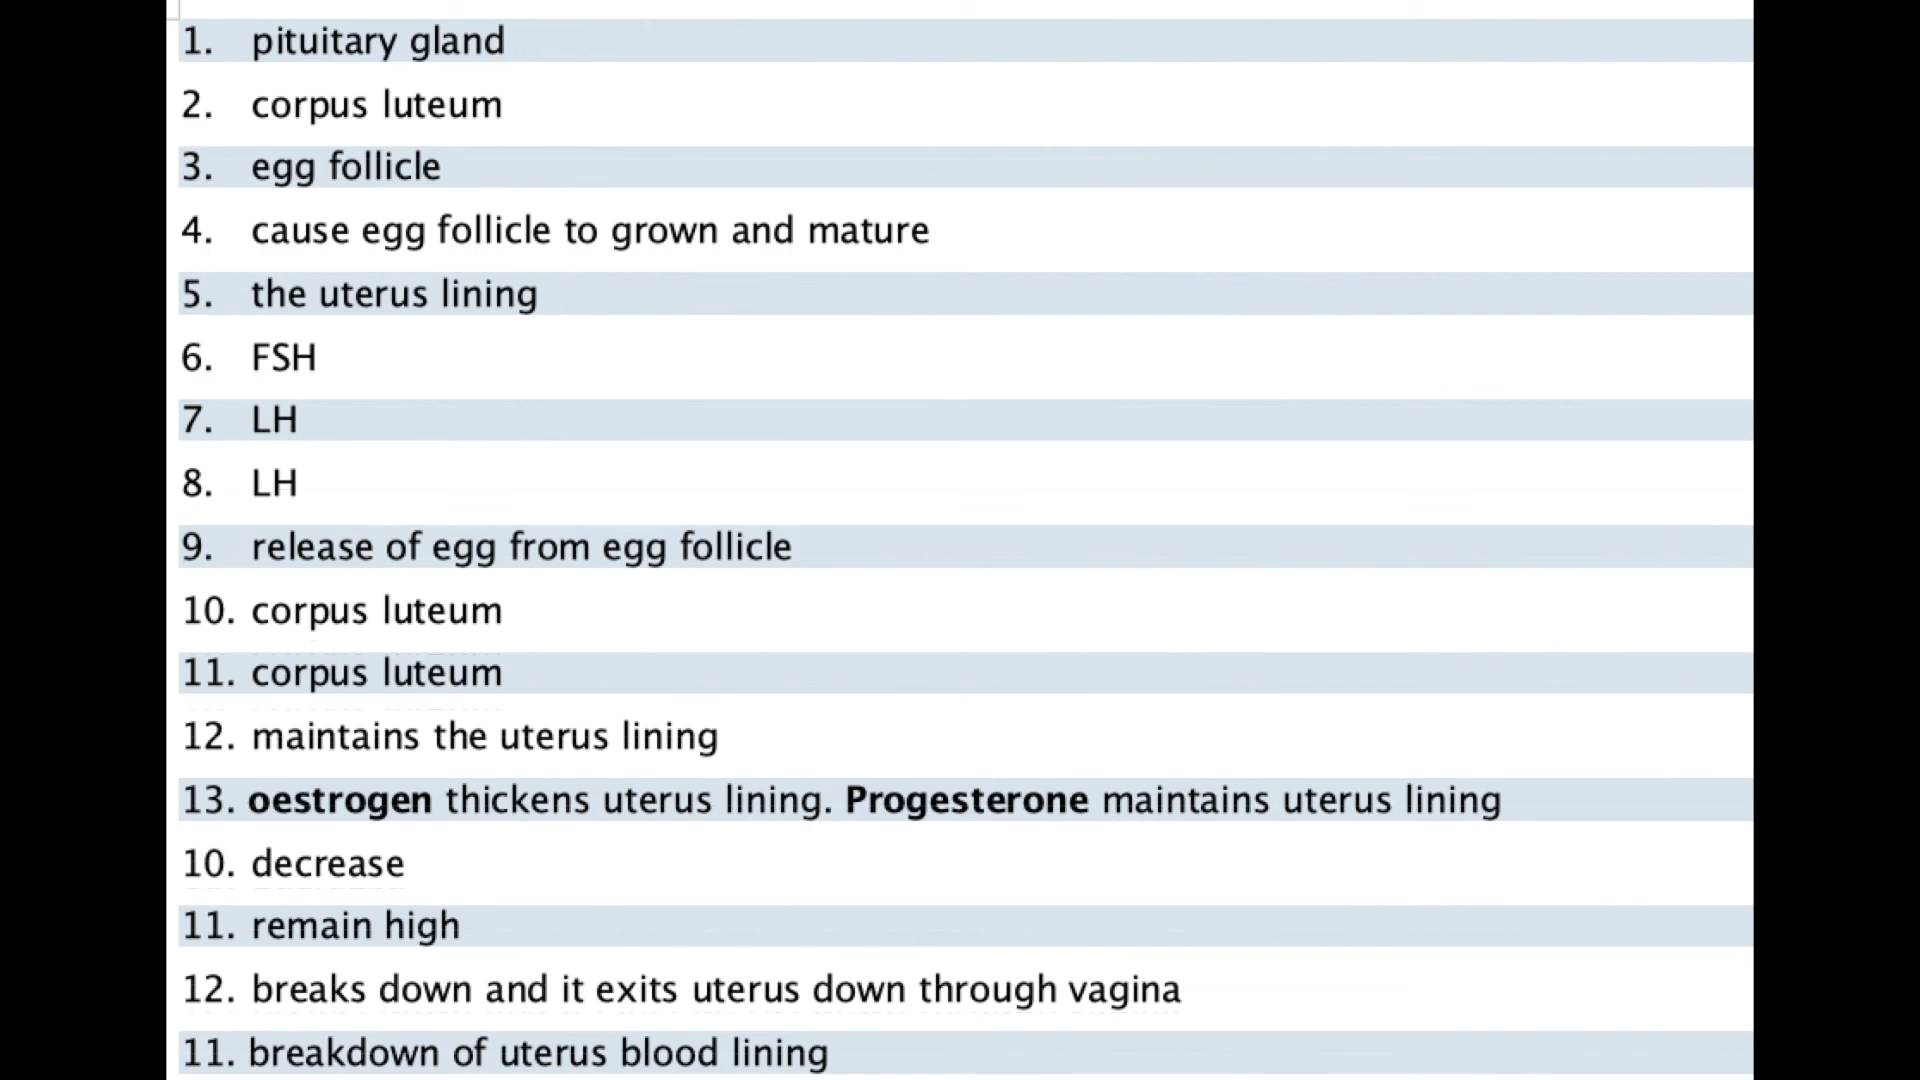 1. pituitary gland
2. corpus luteum
3. egg follicle
4. cause egg follicle to grown and mature
5. the uterus lining
6. FSH
7. LH
8. LH
9. release of egg from egg follicle
10. corpus luteum
11. corpus luteum
12. maintains the uterus lining
13. oestrogen thickens uterus lining. Progesterone maintains uterus lining
10. decrease
11. remain high
12. breaks down and it exits uterus down through vagina
11. breakdown of uterus blood lining